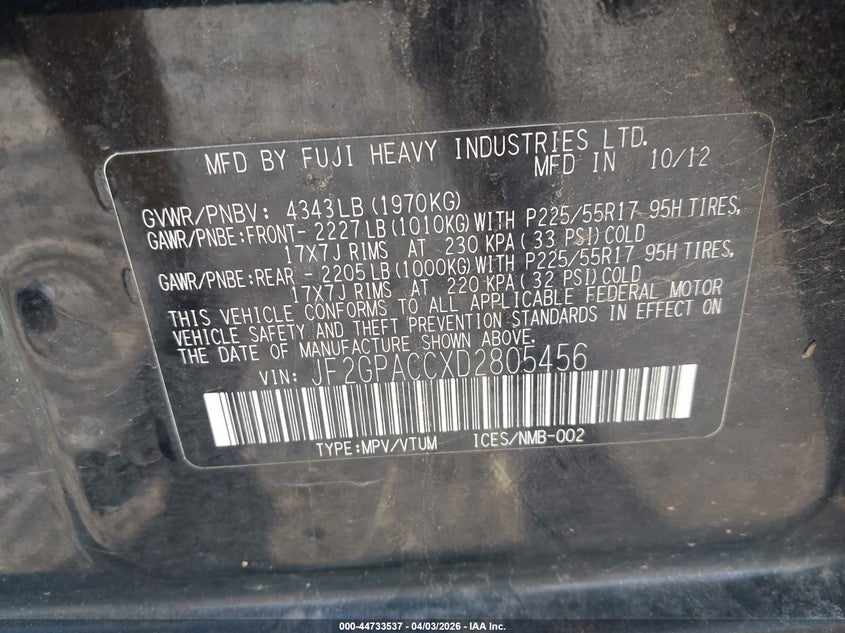 MFD BY FUJI HEAVY INDUSTRIES LTD.
MFD IN 10/12
GVWR/PNBV: 4343LB (1970KG)
GAWR/PNBE:FRONT- 2227LB(1010KG)WITH P225/55R17 95H TIRES,
17X7J RIMS AT 230 KPA( 33 PSI)COLD
GAWR/PNBE:REAR - 2205LB(1000KG)WITH P225/55R17 95H TIRES,
17X7J RIMS AT 220 KPA( 32 PSI)COLD
THIS VEHICLE CONFORMS TO ALL APPLICABLE FEDERAL MOTOR
VEHICLE SAFETY AND THEFT PREVENTION STANDARDS IN EFFECT ON
THE DATE OF MANUFACTURE SHOWN ABOVE.
VIN: JF2GPACCXD2805456
TYPE:MPV/VTUM ICES/NMB-002
000-44733537 - 04/03/2026 - IAA Inc.